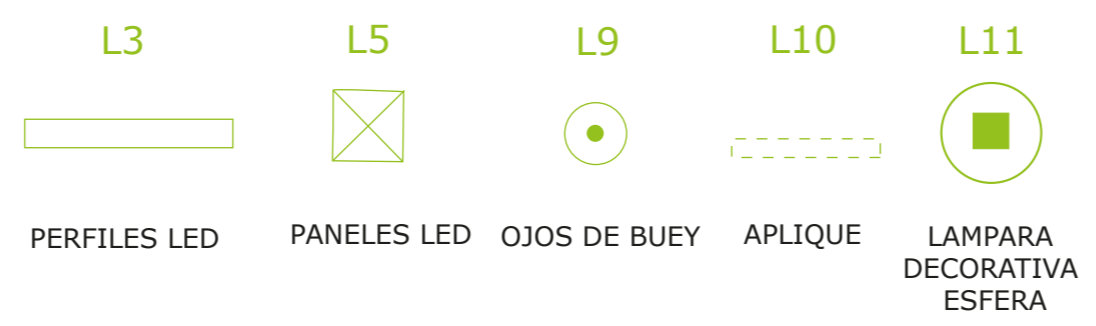 L3
L5
L9
L10
L11
PERFILES LED
PANELES LED
OJOS DE BUEY
APLIQUE
LAMPARA
DECORATIVA
ESFERA